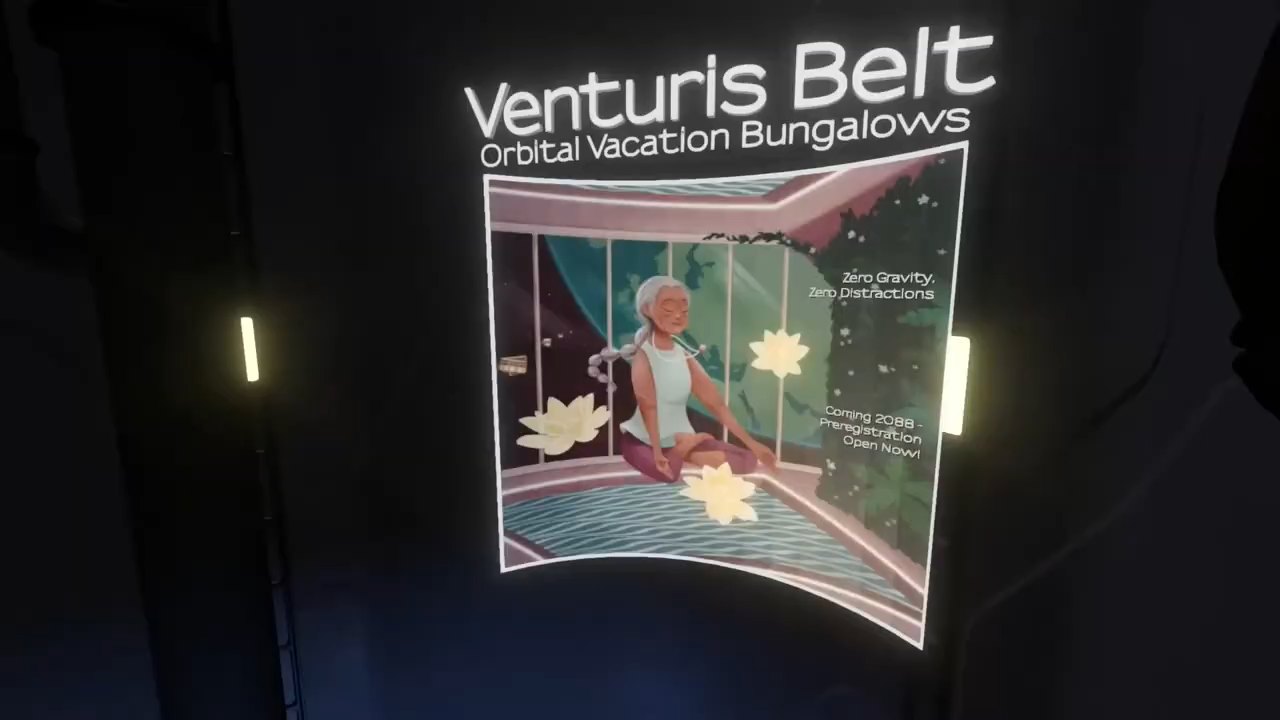 Venturis Belt
Orbital Vacation Bungalows
Zero Gravity,
Zero Distractions
Coming 2088 -
Preregistration
Open Now!